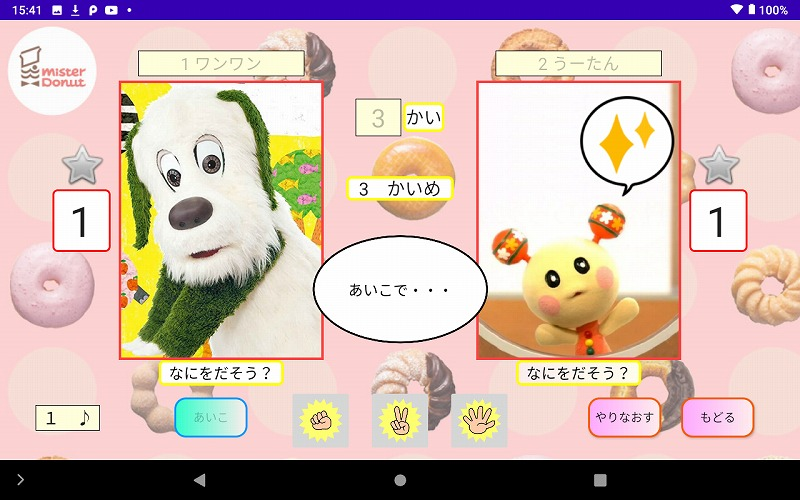 15:41
100%
mister
Donut
1 ワンワン
2 うーたん
3 かい
3 かいめ
1
1
あいこで・・・
なにをだそう？
なにをだそう？
1 ♪
あいこ
やりなおす
もどる